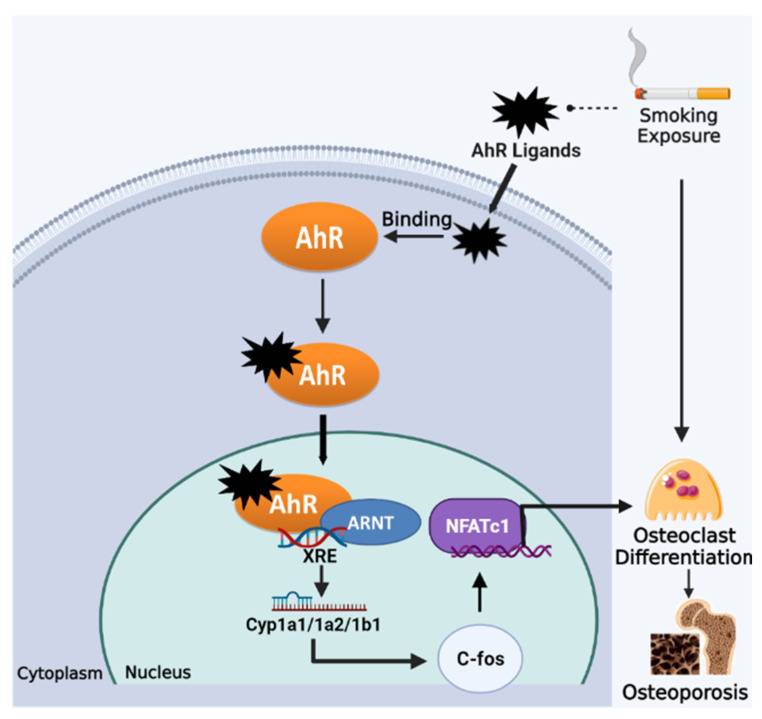 Smoking
Exposure
AhR Ligands
Binding
AhR
AhR
AhR
ARNT
XRE
NFATc1
Cyp1a1/1a2/1b1
C-fos
Osteoclast
Differentiation
Osteoporosis
Cytoplasm
Nucleus